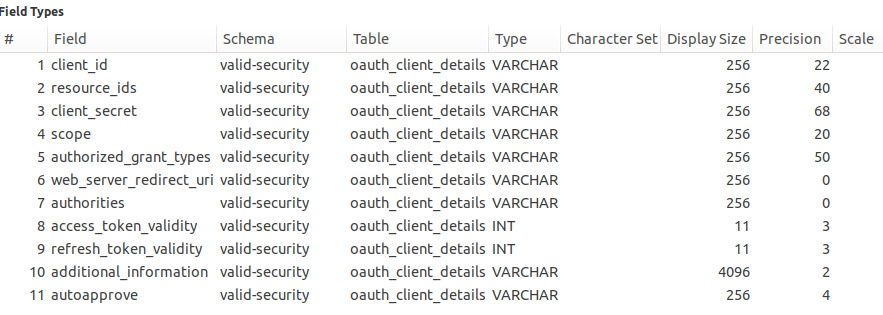 Field Types
# Field Schema Table Type Character Set Display Size Precision Scale
1 client_id valid-security oauth_client_details VARCHAR 256 22
2 resource_ids valid-security oauth_client_details VARCHAR 256 40
3 client_secret valid-security oauth_client_details VARCHAR 256 68
4 scope valid-security oauth_client_details VARCHAR 256 20
5 authorized_grant_types valid-security oauth_client_details VARCHAR 256 50
6 web_server_redirect_uri valid-security oauth_client_details VARCHAR 256 0
7 authorities valid-security oauth_client_details VARCHAR 256 0
8 access_token_validity valid-security oauth_client_details INT 11 3
9 refresh_token_validity valid-security oauth_client_details INT 11 3
10 additional_information valid-security oauth_client_details VARCHAR 4096 2
11 autoapprove valid-security oauth_client_details VARCHAR 256 4